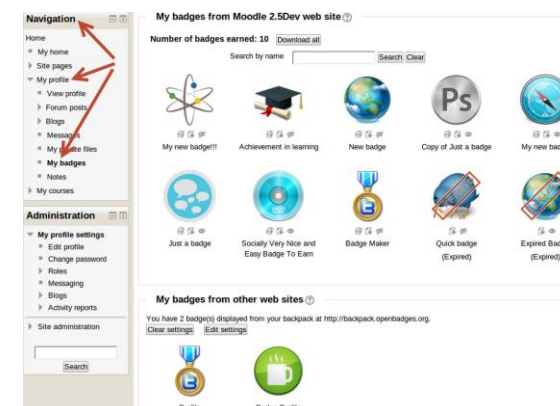 Navigation
Home
My home
Site pages
My profile
View profile
Forum posts
Blogs
Messages
My private files
My badges
Notes
My courses
Administration
My profile settings
Edit profile
Change password
Roles
Messaging
Blogs
Activity reports
Site administration
Search
My badges from Moodle 2.5Dev web site
Number of badges earned: 10 Download all
Search by name Search Clear
Ps
My new badge!!! Achievement in learning New badge Copy of Just a badge My new bad
Just a badge Socially Very Nice and Badge Maker Quick badge Expired Bad
Easy Badge To Earn (Expired) (Expired)
My badges from other web sites
You have 2 badge(s) displayed from your backpack at http://backpack.openbadges.org.
Clear settings Edit settings